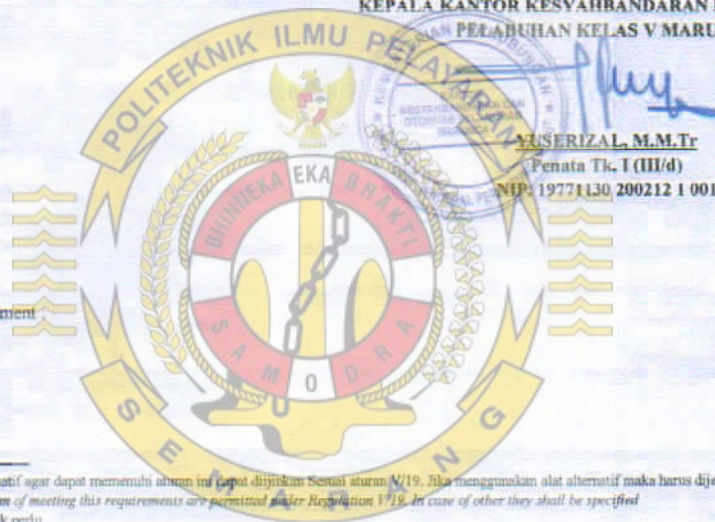 KEPALA KANTOR KESYAHBANDARAN
PELABUHAN KELAS V MARU
YUSERIZAL, M.M.Tr
Penata Tk. I (III/d)
NIP: 19771130 200212 1 001
POLITEKNIK ILMU PELAYARAN
BHINNEKA EKA BHAKTI
SAMODRA
SEMARANG
ment :
natif agar dapat memenuhi aturan ini dapat diijinkan Sesuai aturan V/19. Jika menggunakan alat alternatif maka harus dije
an of meeting this requirements are permitted under Regulation V/19. In case of other they shall be specified
k perlu